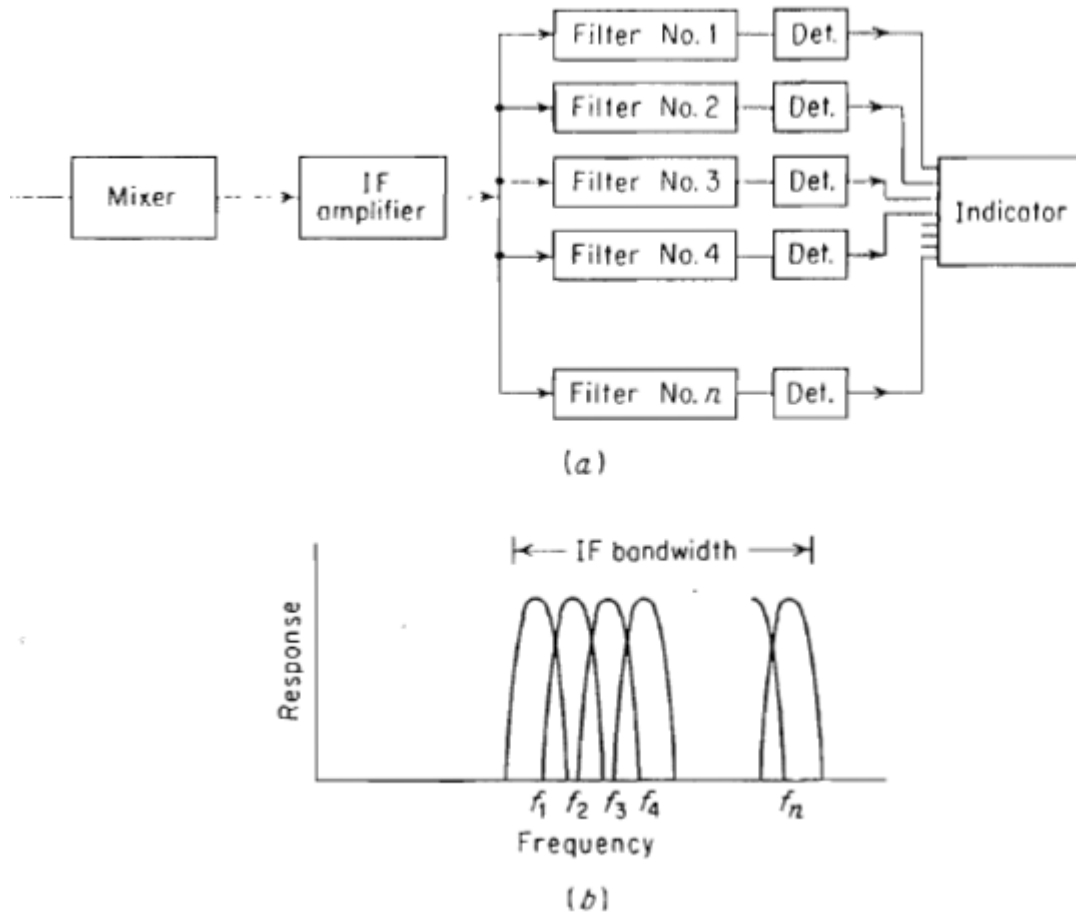 Filter No. 1
Det.
Filter No. 2
Det.
Mixer
IF
amplifier
Filter No. 3
Det.
Indicator
Filter No. 4
Det.
Filter No. n
Det.
(a)
IF bandwidth
Response
f1 f2 f3 f4 fn
Frequency
(b)